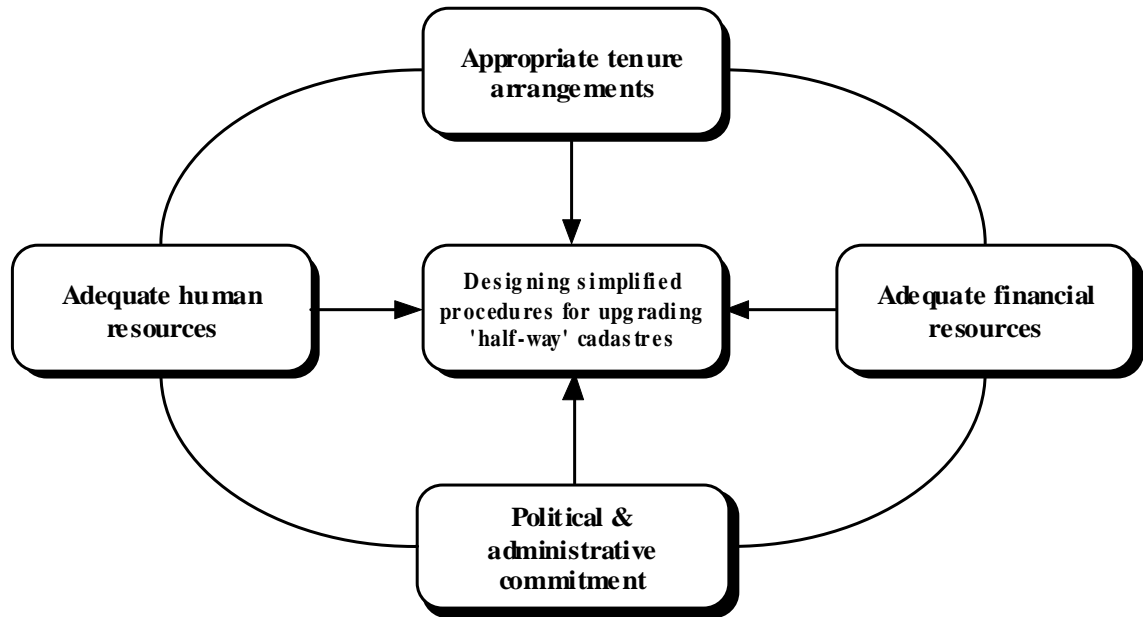 Appropriate tenure
arrangements
Adequate human
resources
Designing simplified
procedures for upgrading
'half-way' cadastres
Adequate financial
resources
Political &
administrative
commitment